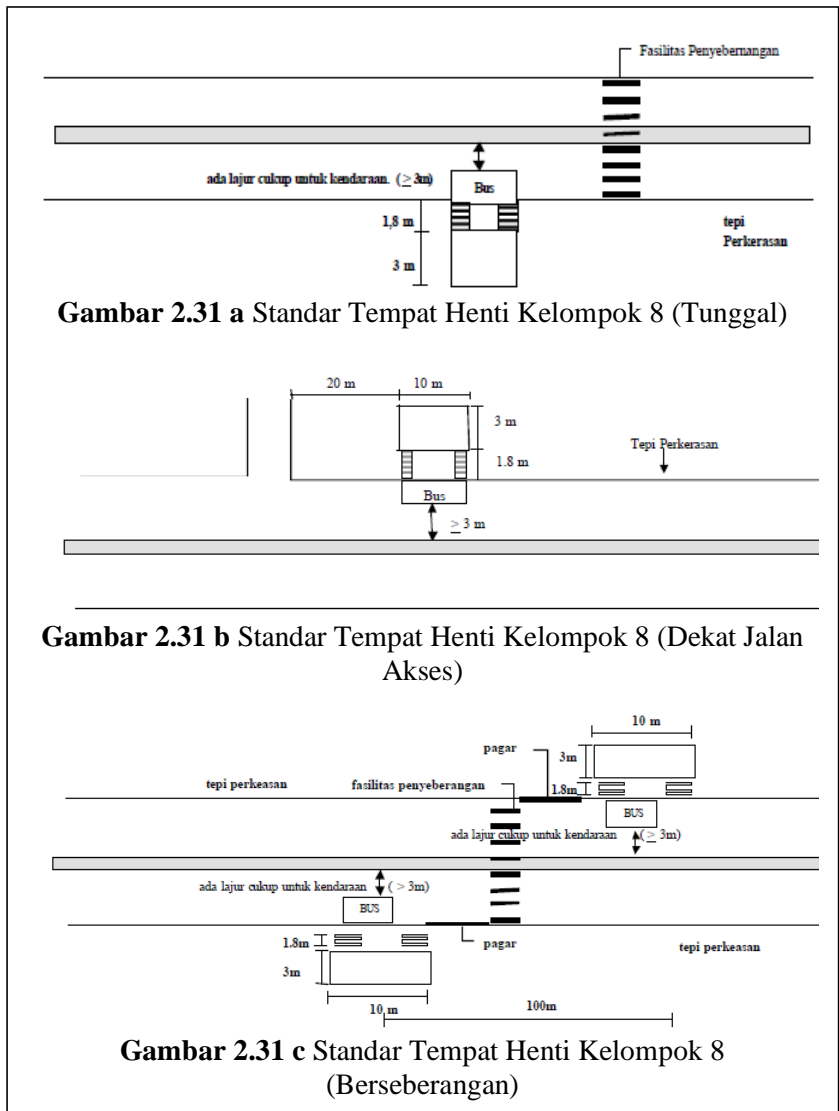 Fasilitas Penyebernangan
ada lajur cukup untuk kendaraan. (≥3m)
Bus
1,8 m
tepi
Perkerasan
3 m
Gambar 2.31 a Standar Tempat Henti Kelompok 8 (Tunggal)
20 m
10 m
3 m
Tepi Perkerasan
1.8 m
Bus
≥ 3 m
Gambar 2.31 b Standar Tempat Henti Kelompok 8 (Dekat Jalan
Akses)
10 m
pagar
3m
tepi perkeasan
fasilitas penyeberangan
1.8m
BUS
ada lajur cukup untuk kendaraan (≥ 3m)
ada lajur cukup untuk kendaraan (> 3m)
BUS
1.8m
pagar
tepi perkeasan
3m
10 m
100m
Gambar 2.31 c Standar Tempat Henti Kelompok 8
(Berseberangan)